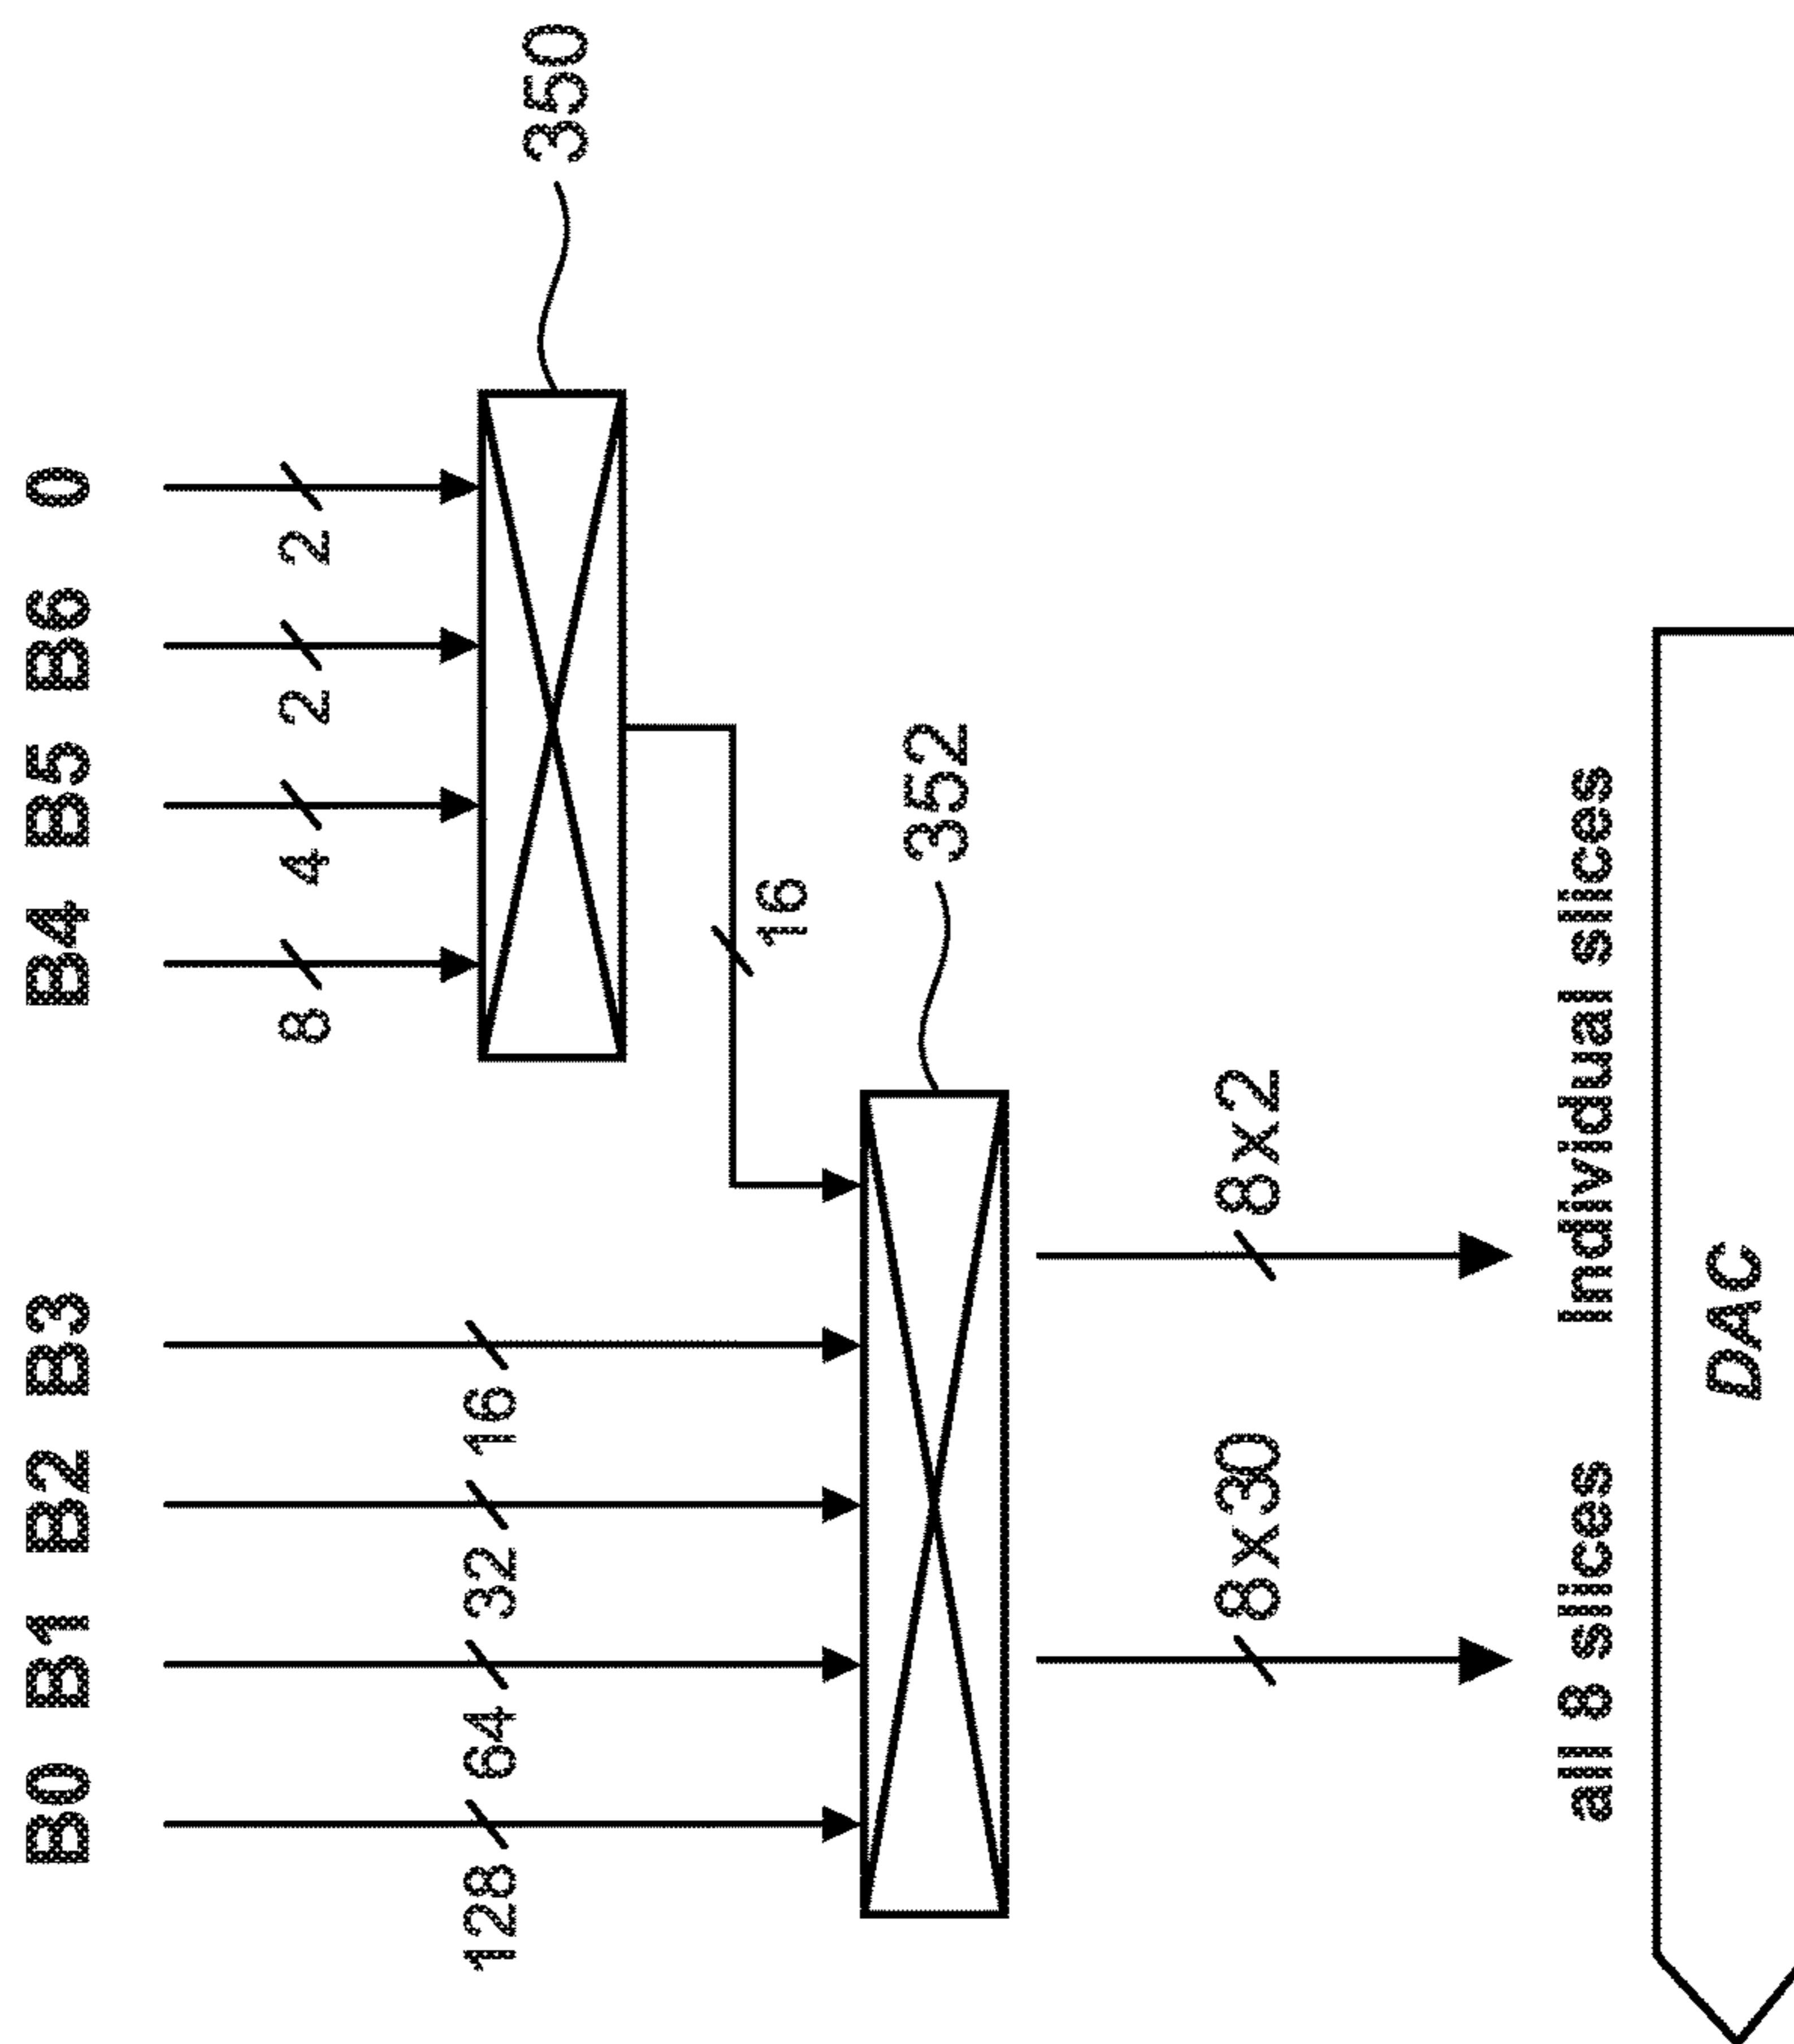 B0 B1 B2 B3 B4 B5 B6 0
8 4 2 2
350
128 64 32 16
16
352
8x30 8x2
all 8 slices Individual slices
DAC